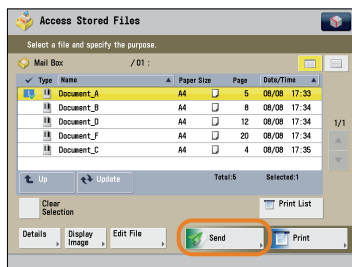 Access Stored Files
Select a file and specify the purpose.
Mail Box /01 :
Type Name Paper Size Page Date/Time
1 Document_A A4 5 08/08 17:33
Document_B A4 8 08/08 17:34
Document_D A4 12 08/08 17:34
Document_F A4 20 08/08 17:34
Document_C A4 4 08/08 17:35
1/1
Up Update Total:5 Selected:1
Clear Selection Print List
Details Display Image Edit File Send Print